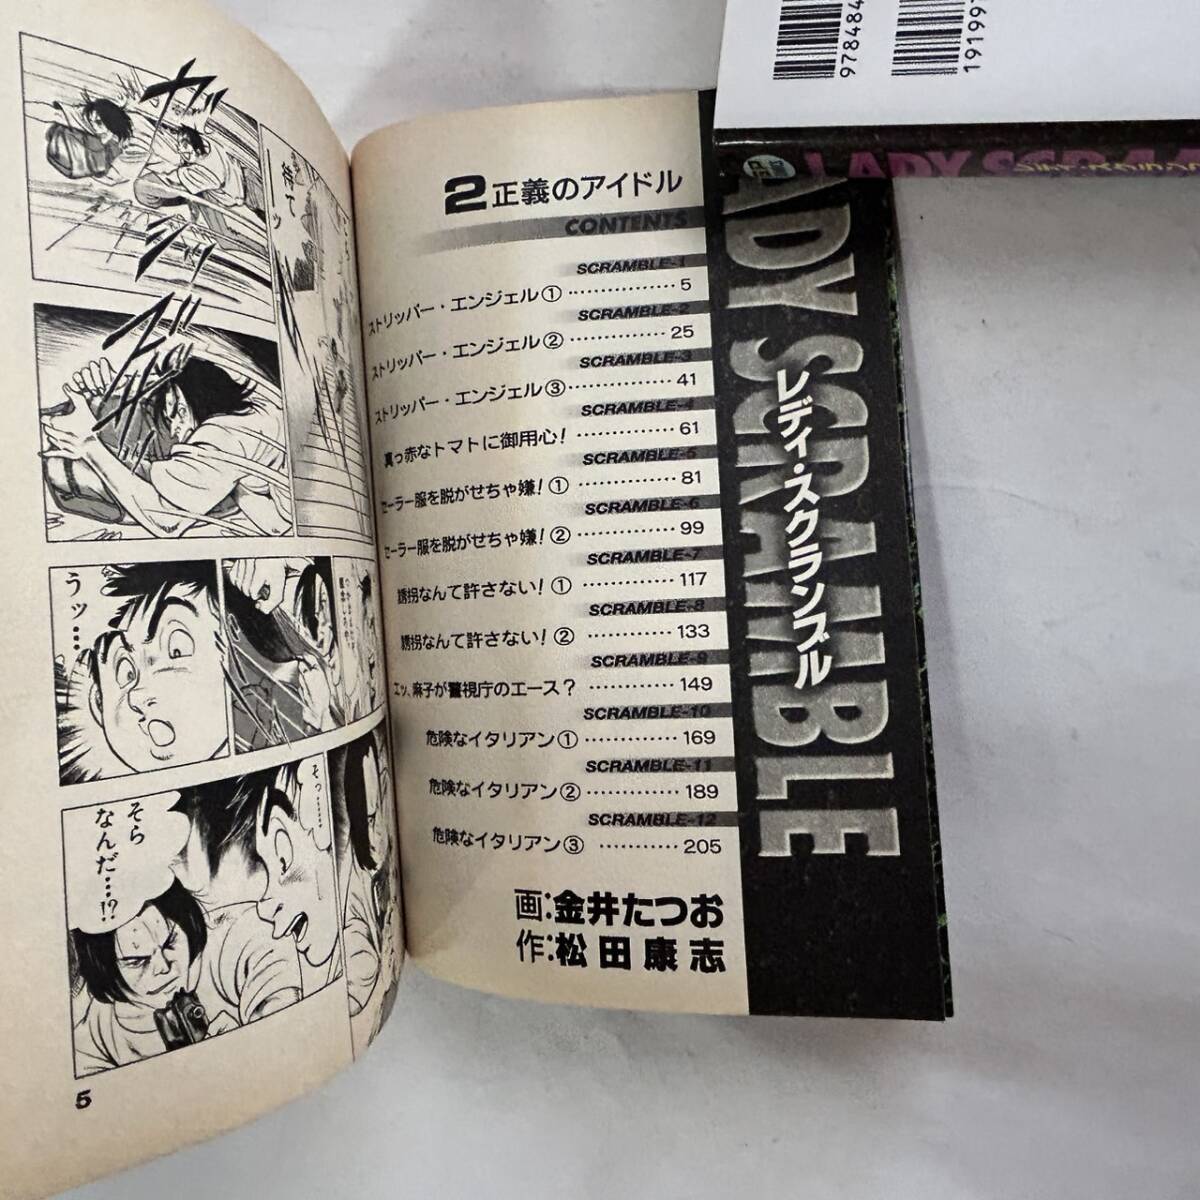 2 正義のアイドル
CONTENTS
SCRAMBLE-1
ストリッパー・エンジェル① ……………… 5
SCRAMBLE-2
ストリッパー・エンジェル② …………… 25
SCRAMBLE-3
ストリッパー・エンジェル③ …………… 41
SCRAMBLE-4
真っ赤なトマトに御用心! …………… 61
SCRAMBLE-5
セーラー服を脱がせちゃ嫌!① …………… 81
SCRAMBLE-6
セーラー服を脱がせちゃ嫌!② …………… 99
SCRAMBLE-7
誘拐なんて許さない!① …………… 117
SCRAMBLE-8
誘拐なんて許さない!② ………… 133
SCRAMBLE-9
エッ、麻子が警視庁のエース? ………… 149
SCRAMBLE-10
危険なイタリアン① ………… 169
SCRAMBLE-11
危険なイタリアン② ………… 189
SCRAMBLE-12
危険なイタリアン③ ………… 205
画:金井たつお
作:松田康志
レディ・スクランブル
ADY SCRAMBLE
LADY SCRA
978484
19199
待てーッ
ガッ
うッ…
そっ……
そら
なんだ…!?
5